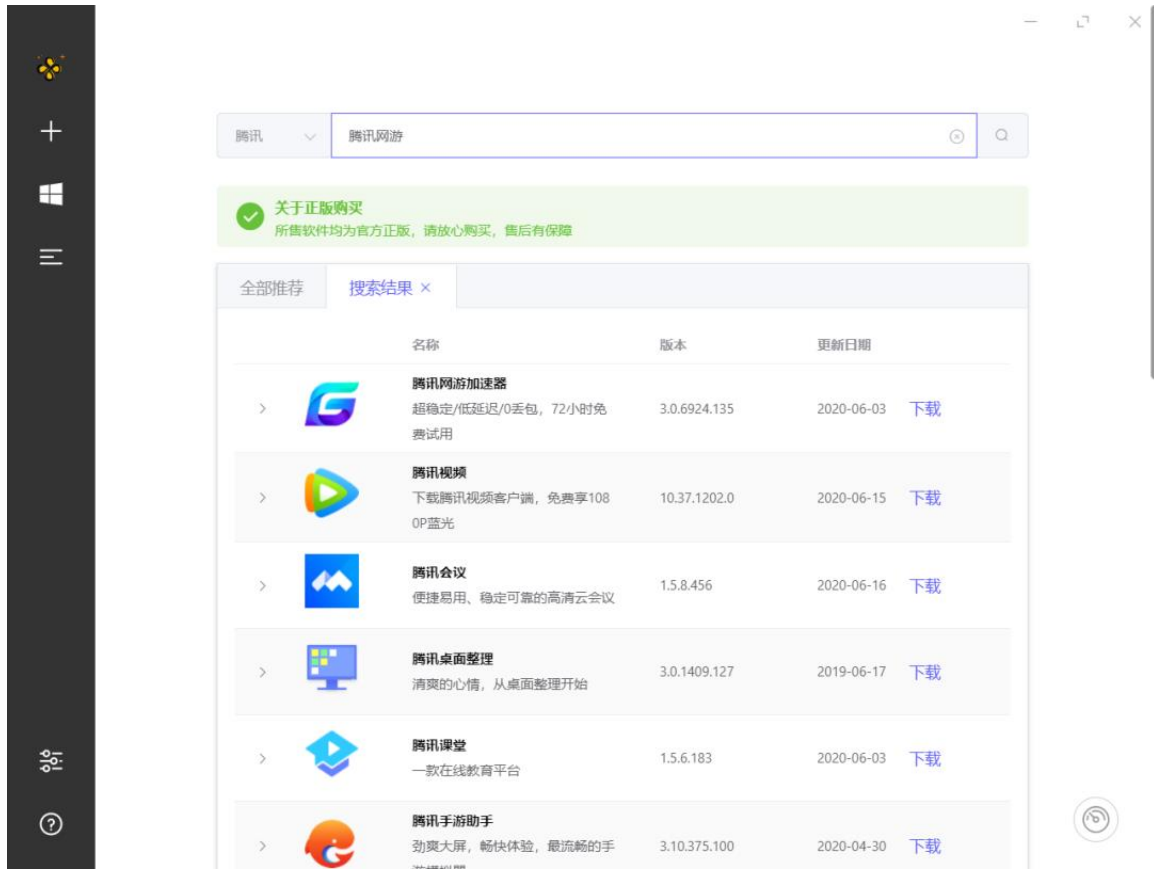 腾讯 腾讯网游
关于正版购买
所售软件均为官方正版，请放心购买，售后有保障
全部推荐 搜索结果
名称 版本 更新日期
腾讯网游加速器
超稳定/低延迟/0丢包，72小时免
费试用
3.0.6924.135 2020-06-03 下载
腾讯视频
下载腾讯视频客户端，免费享108
0P蓝光
10.37.1202.0 2020-06-15 下载
腾讯会议
便捷易用、稳定可靠的高清云会议
1.5.8.456 2020-06-16 下载
腾讯桌面整理
清爽的心情，从桌面整理开始
3.0.1409.127 2019-06-17 下载
腾讯课堂
一款在线教育平台
1.5.6.183 2020-06-03 下载
腾讯手游助手
劲爽大屏，畅快体验，最流畅的手
3.10.375.100 2020-04-30 下载